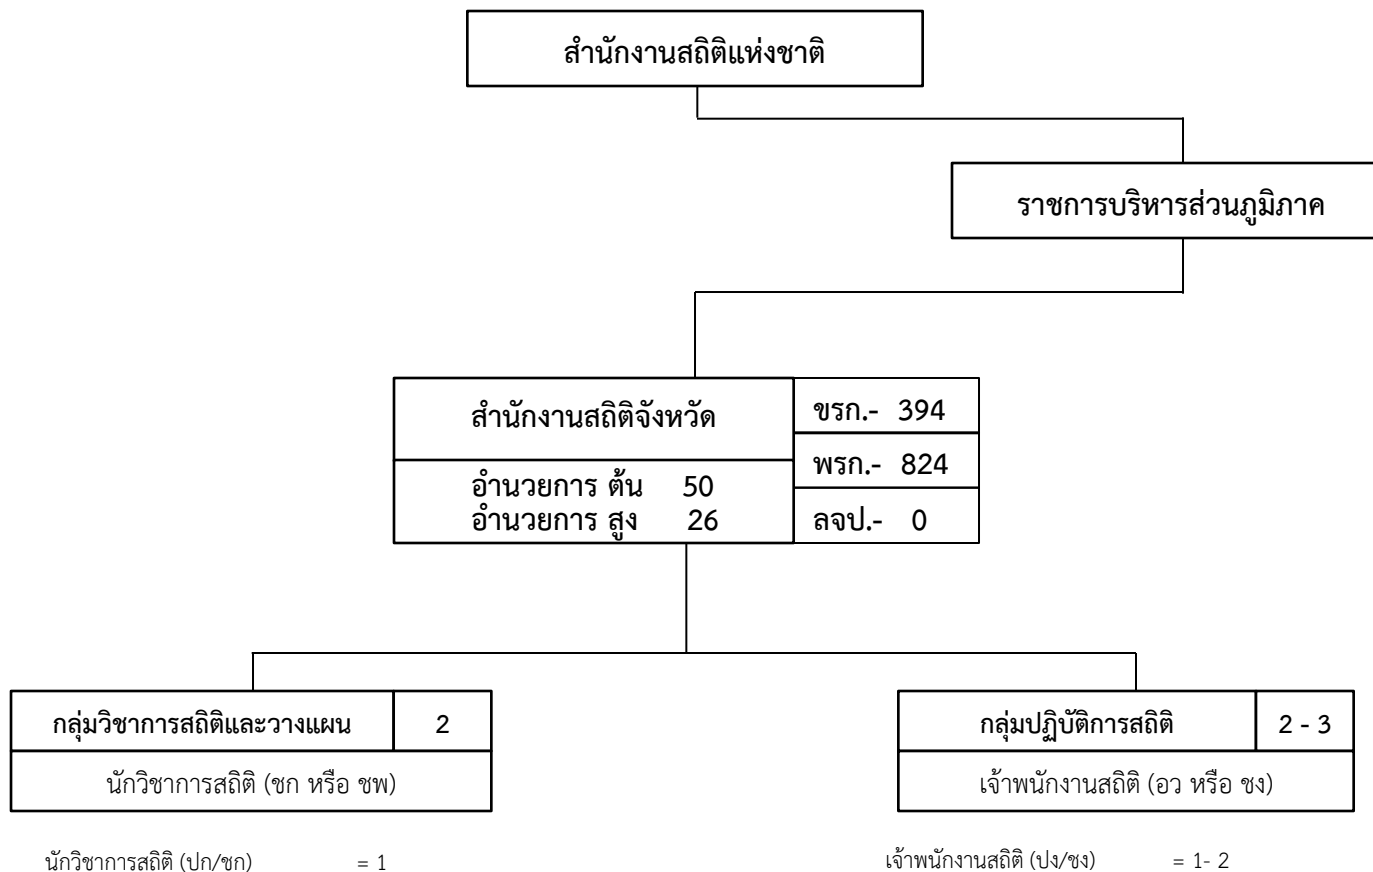 สำนักงานสถิติแห่งชาติ
ราชการบริหารส่วนภูมิภาค
สำนักงานสถิติจังหวัด
ขรก.- 394
พรก.- 824
อำนวยการ ต้น 50
อำนวยการ สูง 26
ลจป.- 0
กลุ่มวิชาการสถิติและวางแผน 2
นักวิชาการสถิติ (ชก หรือ ชพ)
นักวิชาการสถิติ (ปก/ชก) = 1
กลุ่มปฏิบัติการสถิติ 2 - 3
เจ้าพนักงานสถิติ (อว หรือ ชง)
เจ้าพนักงานสถิติ (ปง/ชง) = 1- 2